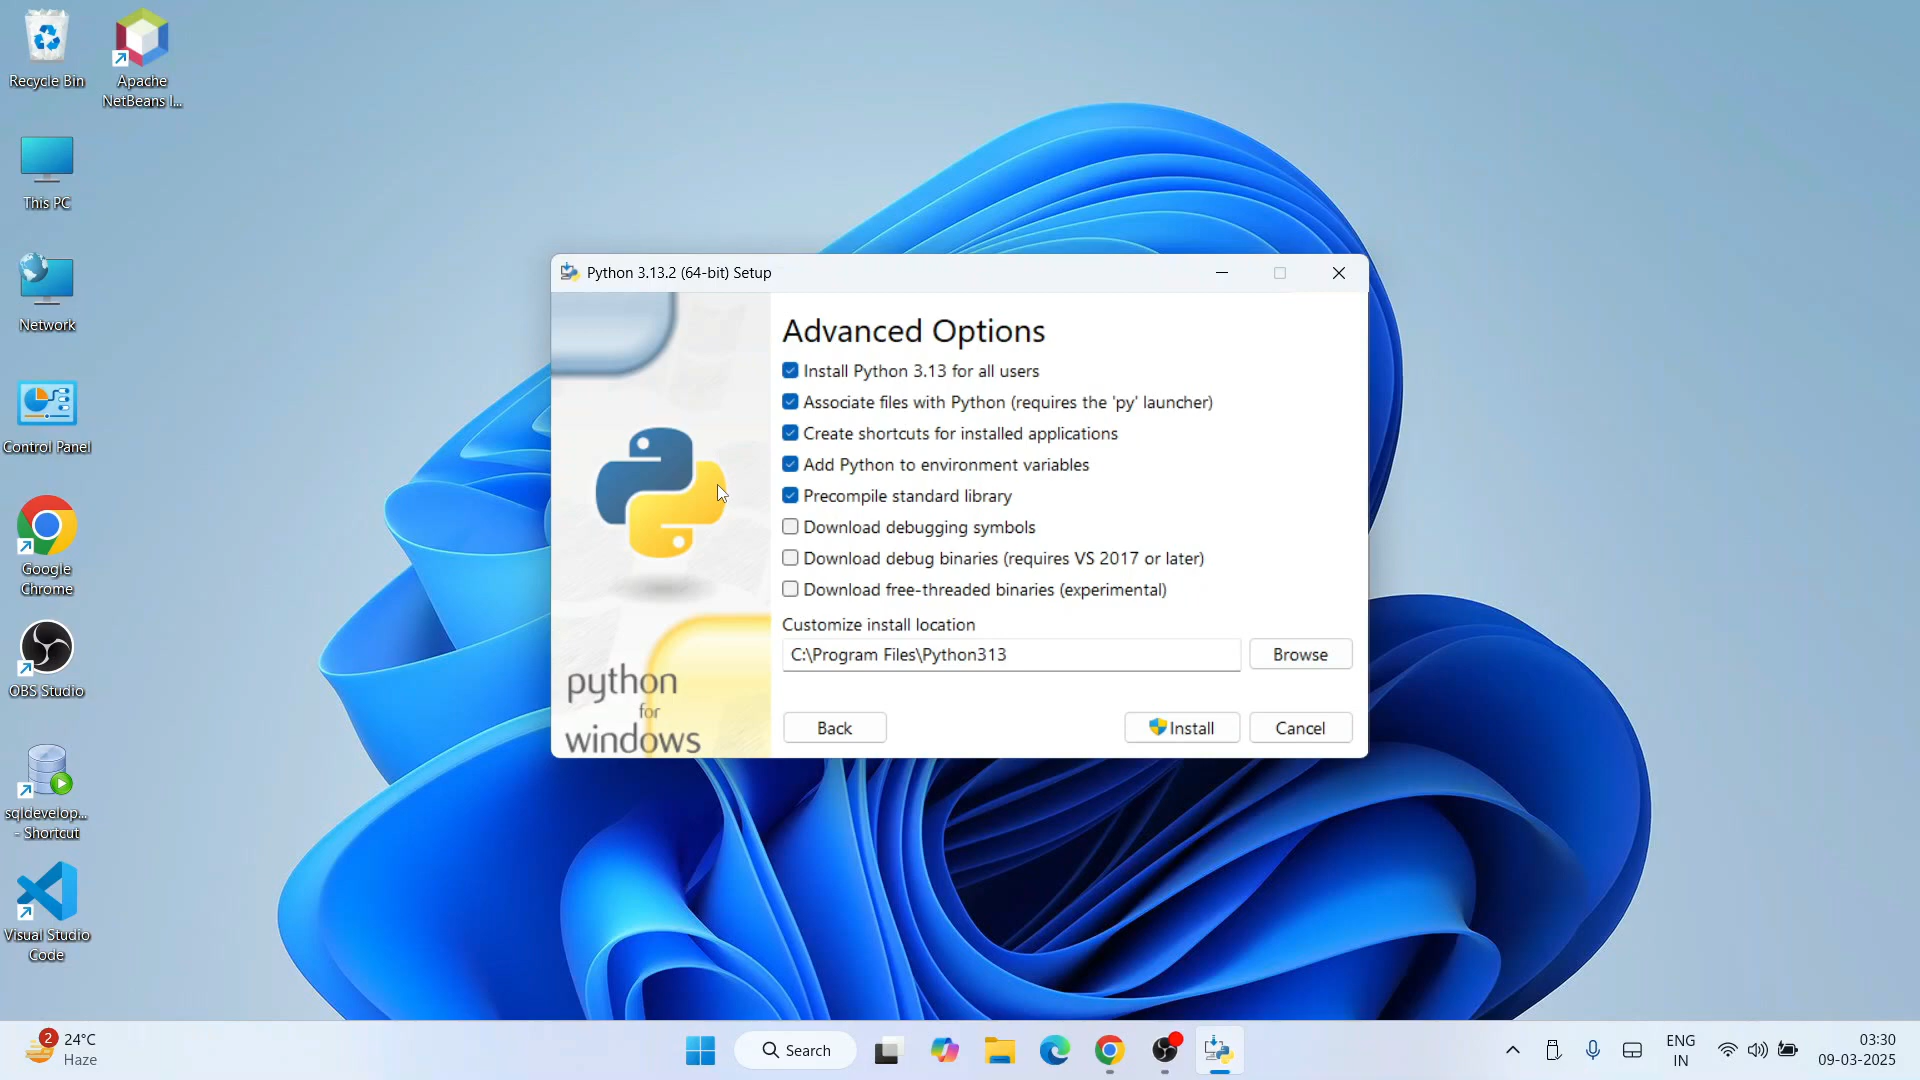 Recycle Bin
Apache
NetBeans I...
This PC
Network
Control Panel
Google
Chrome
OBS Studio
sqldevelop...
- Shortcut
Visual Studio
Code
Python 3.13.2 (64-bit) Setup
Advanced Options
Install Python 3.13 for all users
Associate files with Python (requires the 'py' launcher)
Create shortcuts for installed applications
Add Python to environment variables
Precompile standard library
Download debugging symbols
Download debug binaries (requires VS 2017 or later)
Download free-threaded binaries (experimental)
Customize install location
C:\Program Files\Python313
Browse
python
for
windows
Back
Install
Cancel
2
24°C
Haze
Search
ENG
IN
03:30
09-03-2025